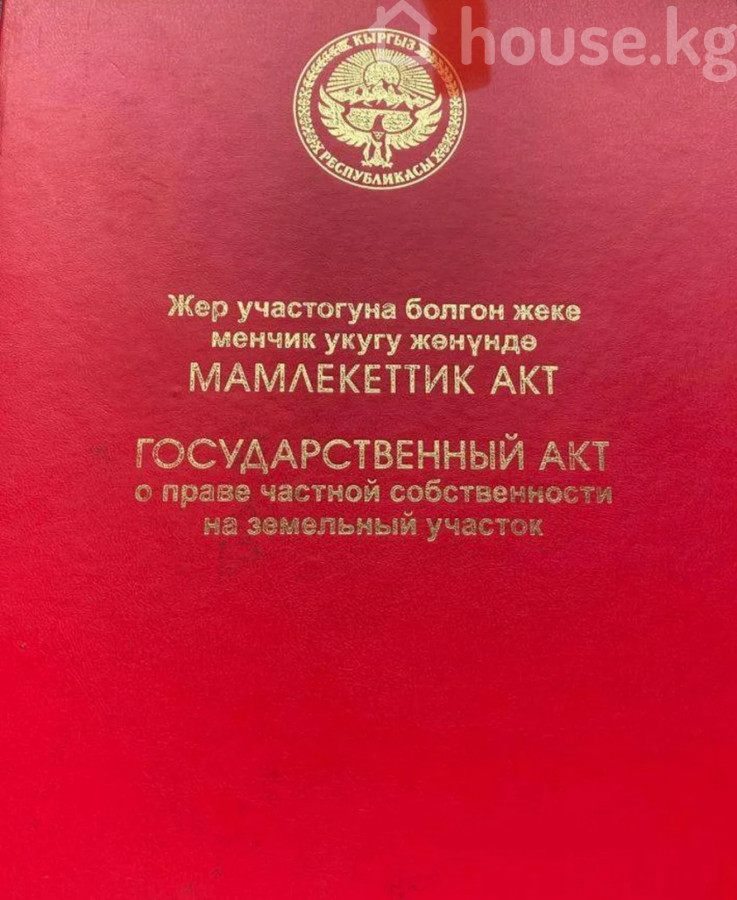 house.kg
КЫРГЫЗ
РЕСПУБЛИКАСЫ
Жер участогуна болгон жеке
менчик укугу жөнүндө
МАМЛЕКЕТТИК АКТ
ГОСУДАРСТВЕННЫЙ АКТ
о праве частной собственности
на земельный участок